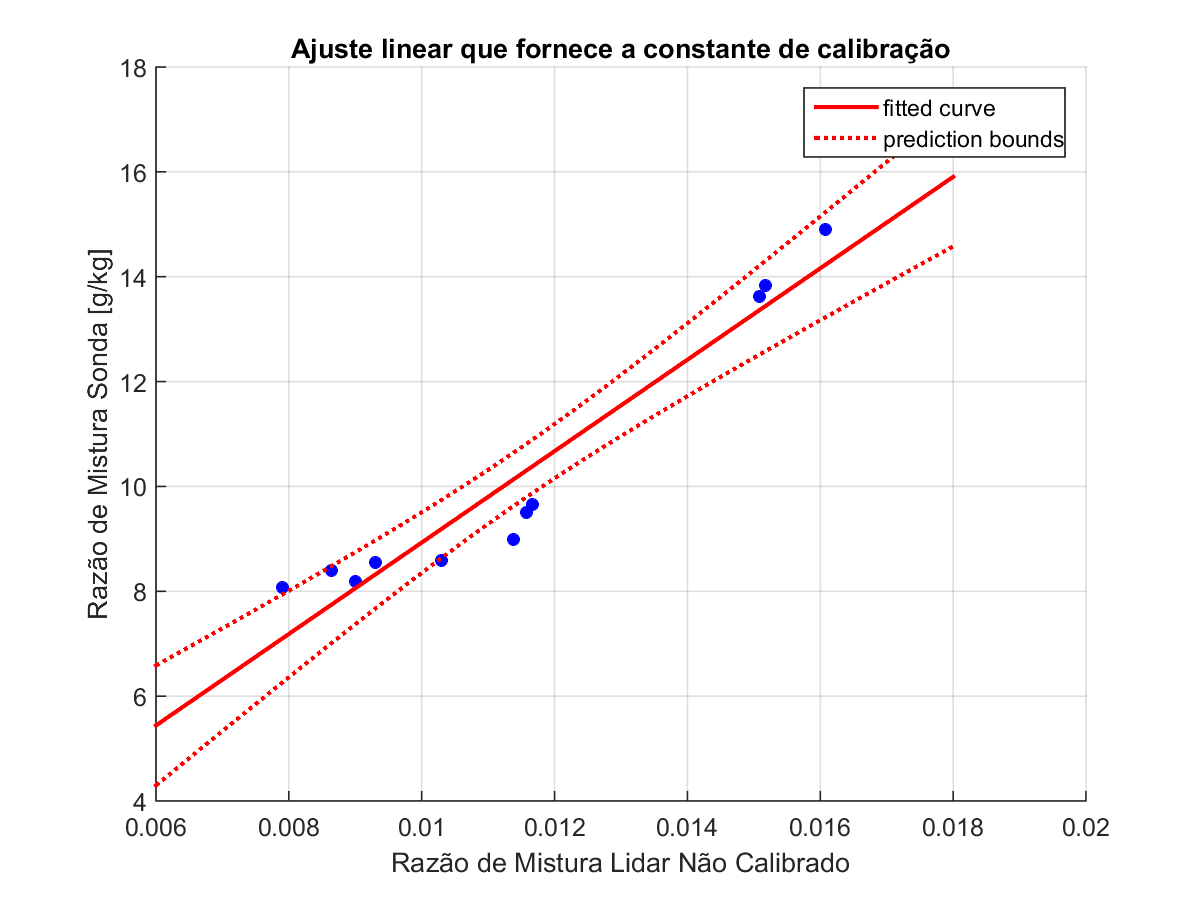 Ajuste linear que fornece a constante de calibração
fitted curve
prediction bounds
Razão de Mistura Sonda [g/kg]
18
16
14
12
10
8
6
4
0.006 0.008 0.01 0.012 0.014 0.016 0.018 0.02
Razão de Mistura Lidar Não Calibrado